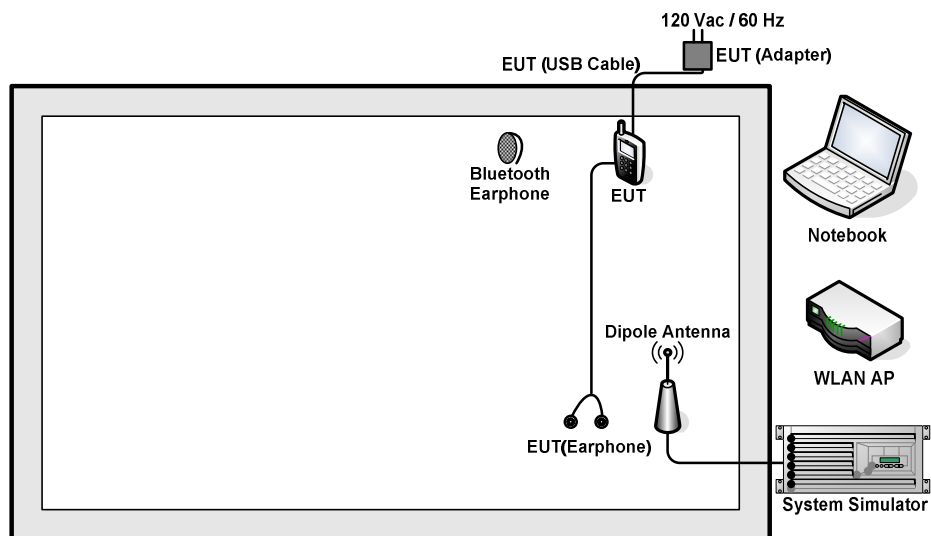 120 Vac / 60 Hz
EUT (Adapter)
EUT (USB Cable)
Bluetooth
Earphone
EUT
Notebook
Dipole Antenna
WLAN AP
EUT(Earphone)
System Simulator